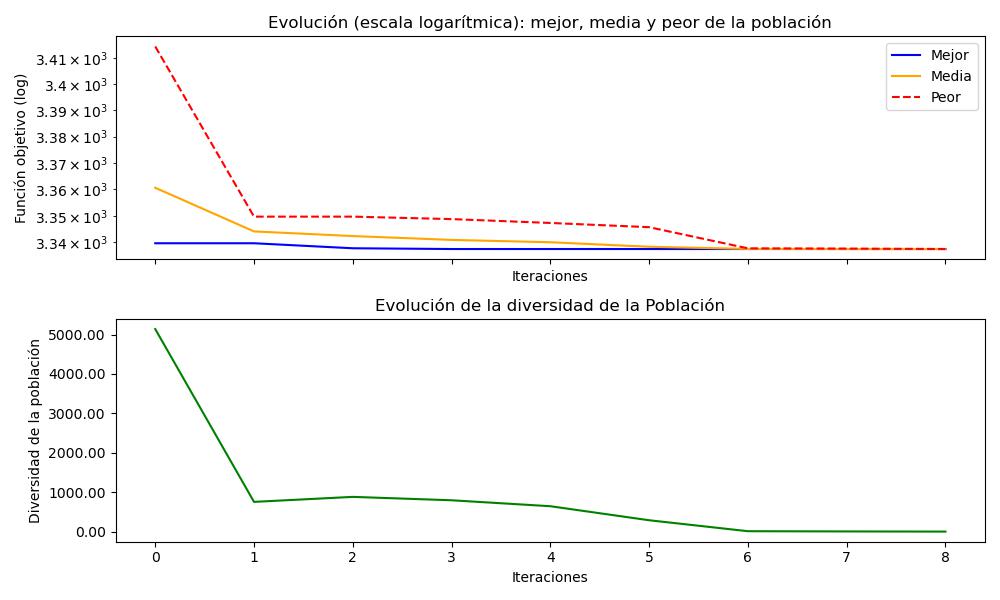 Evolución (escala logarítmica): mejor, media y peor de la población
Función objetivo (log)
3.41 × 10³
3.4 × 10³
3.39 × 10³
3.38 × 10³
3.37 × 10³
3.36 × 10³
3.35 × 10³
3.34 × 10³
Mejor
Media
Peor
Iteraciones
Evolución de la diversidad de la Población
Diversidad de la población
5000.00
4000.00
3000.00
2000.00
1000.00
0.00
0 1 2 3 4 5 6 7 8
Iteraciones